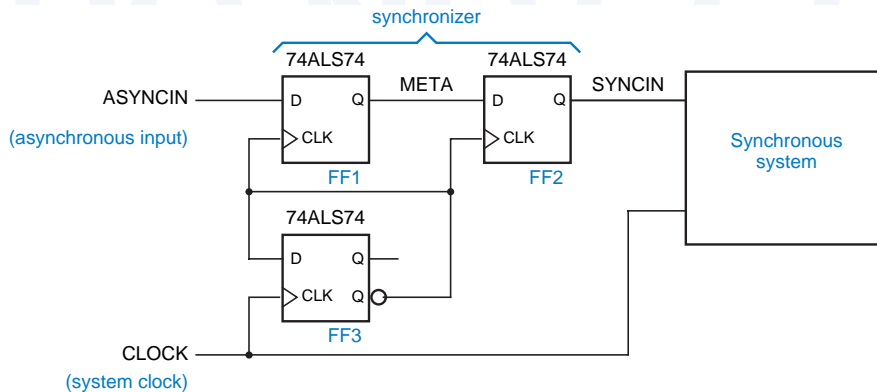 synchronizer
74ALS74 74ALS74
ASYNCIN D Q META D Q SYNCIN
(asynchronous input) CLK CLK Synchronous
system
FF1 FF2
74ALS74
D Q
CLK Q
FF3
CLOCK
(system clock)